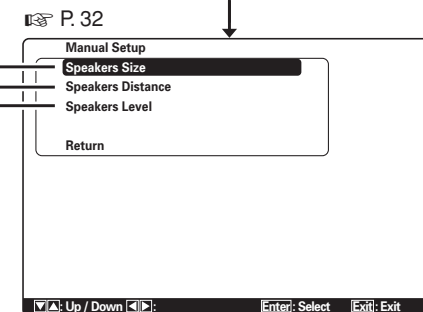 ☞ P. 32
Manual Setup
Speakers Size
Speakers Distance
Speakers Level
Return
▼▲: Up / Down ◀▶: Enter: Select Exit: Exit